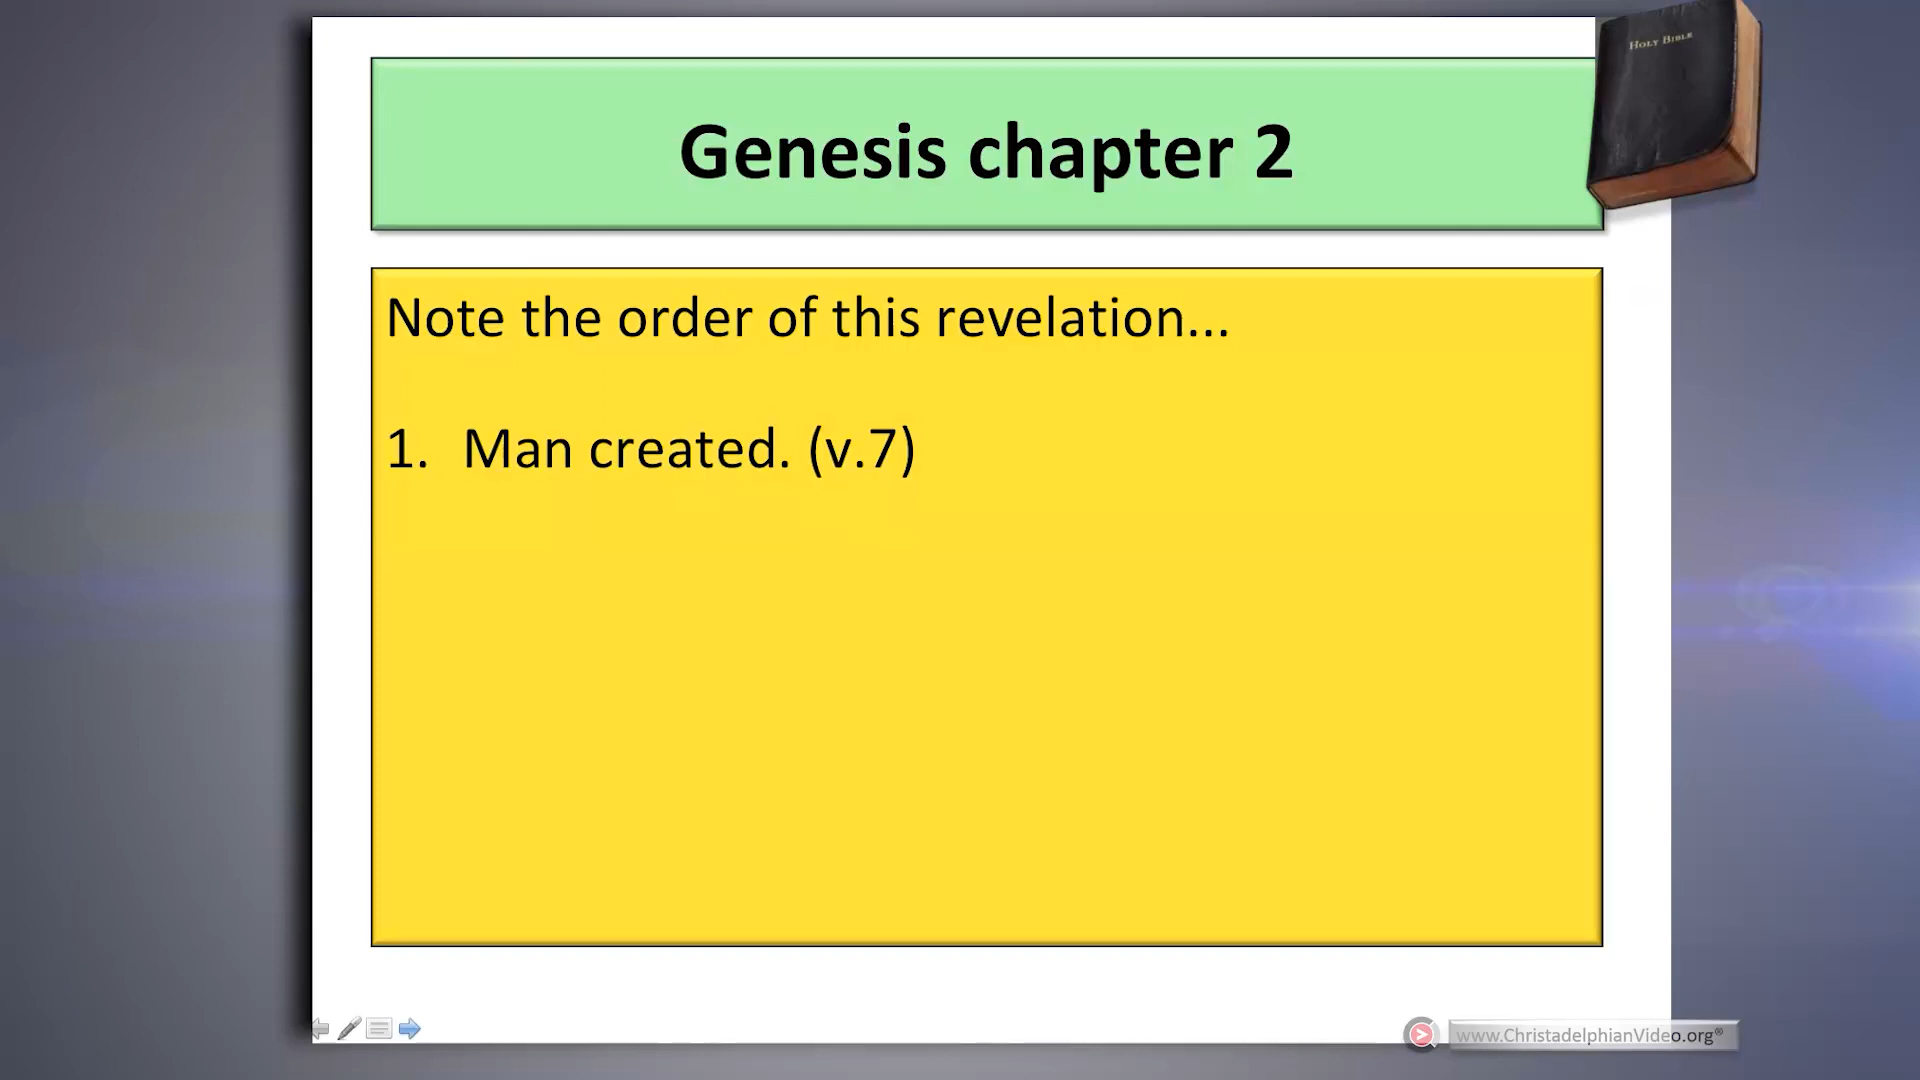 HOLY BIBLE
Genesis chapter 2
Note the order of this revelation...
1. Man created. (v.7)
www.ChristadelphianVideo.org®